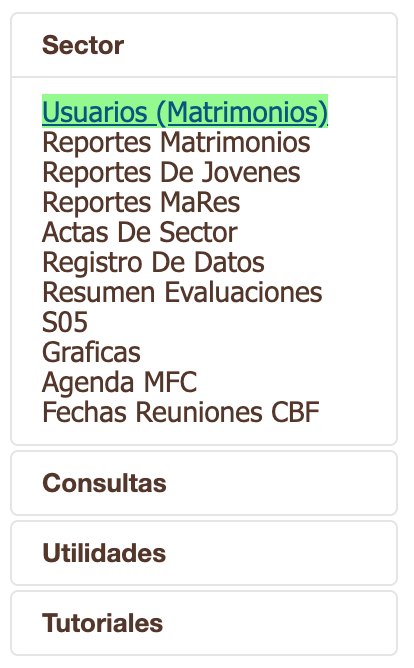 Sector
Usuarios (Matrimonios)
Reportes Matrimonios
Reportes De Jovenes
Reportes MaRes
Actas De Sector
Registro De Datos
Resumen Evaluaciones
S05
Graficas
Agenda MFC
Fechas Reuniones CBF
Consultas
Utilidades
Tutoriales